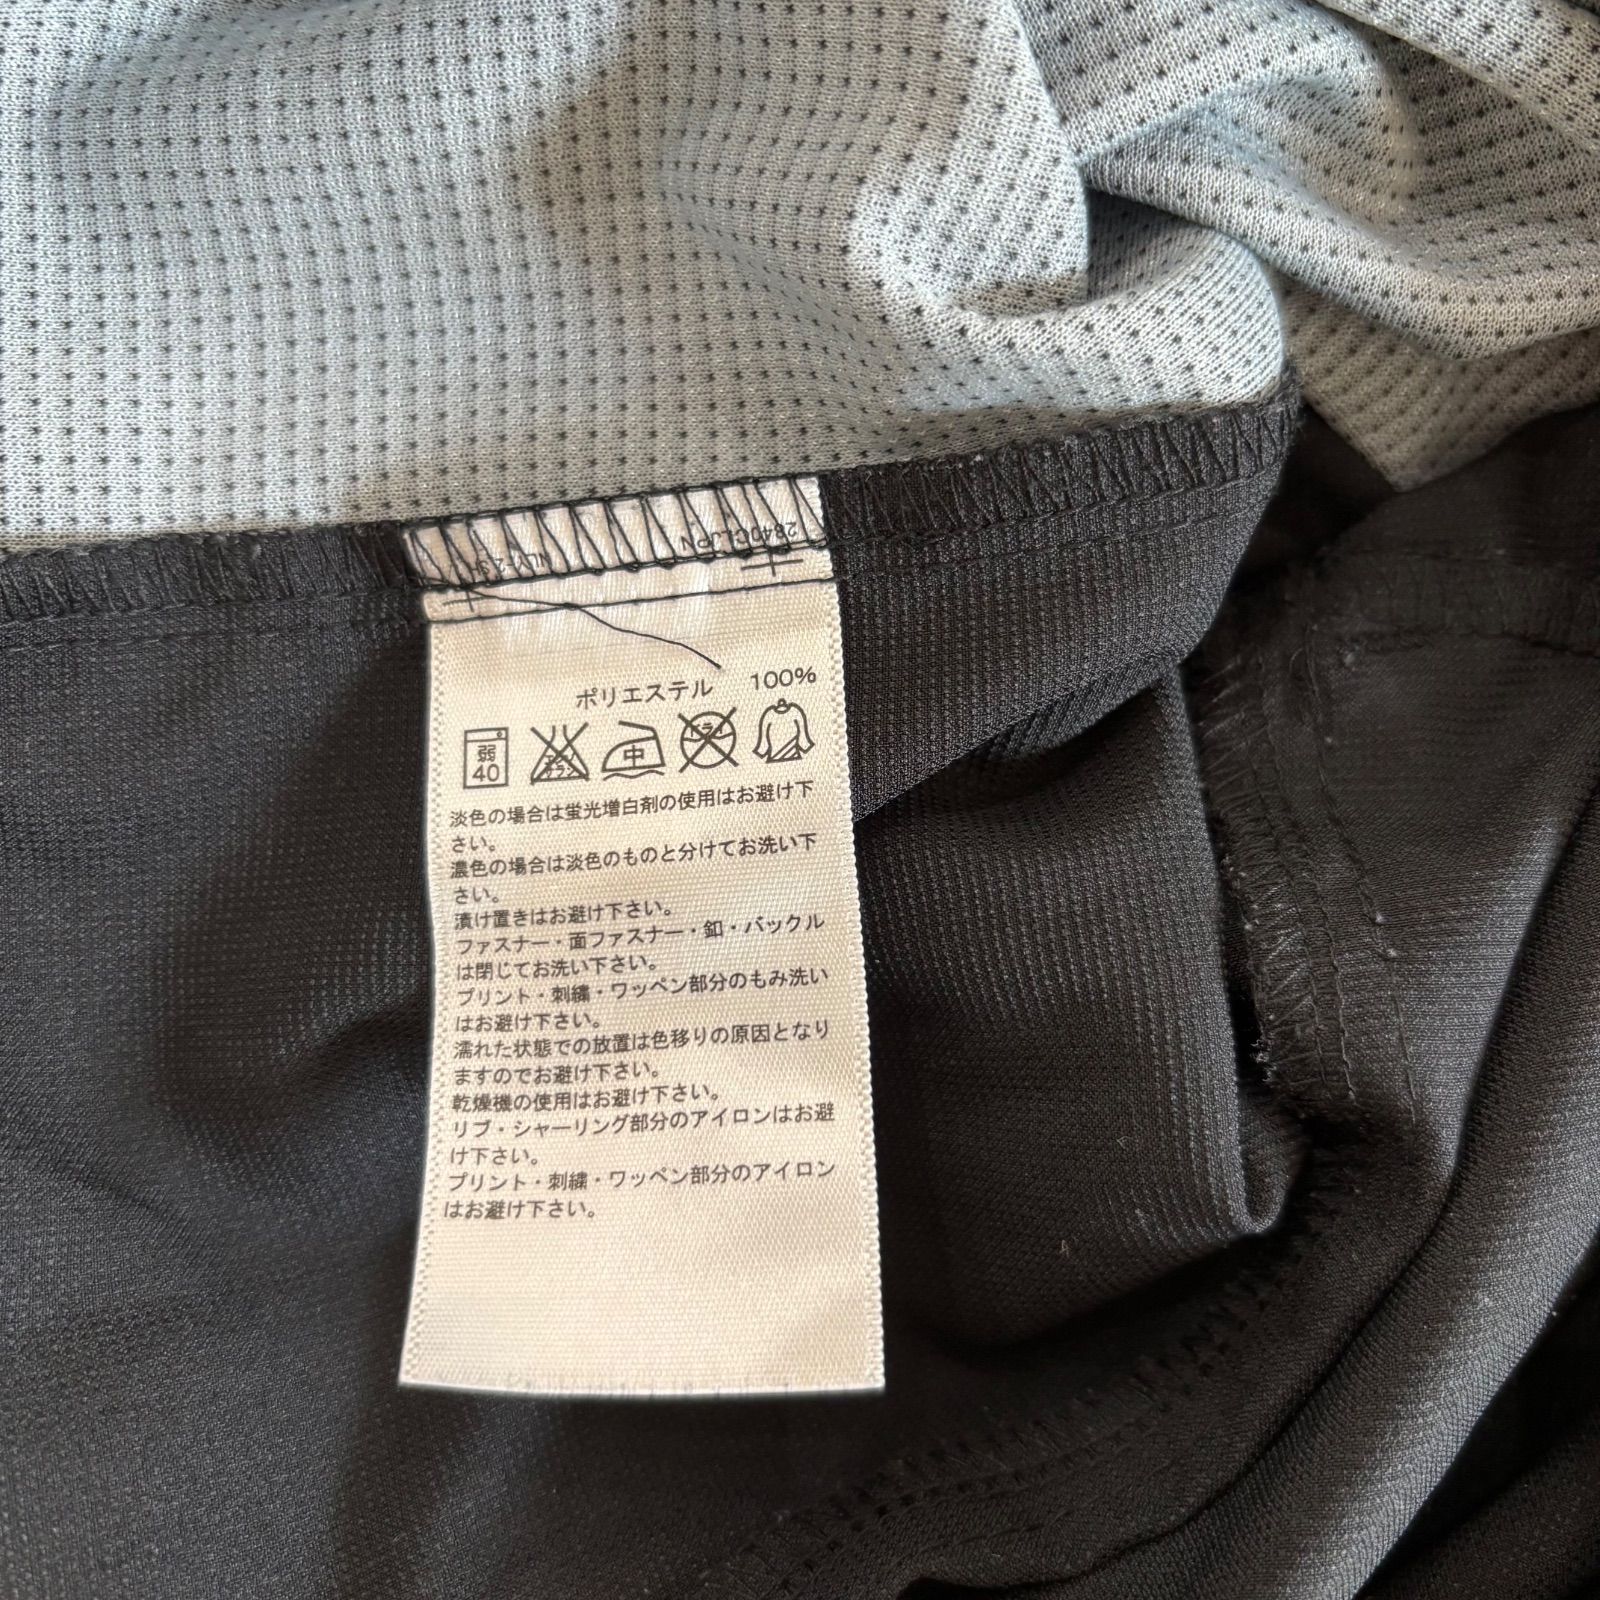 ポリエステル 100%
弱
40
エンソ
サラシ
中
ドライ
淡色の場合は蛍光増白剤の使用はお避け下
さい。
濃色の場合は淡色のものと分けてお洗い下
さい。
漬け置きはお避け下さい。
ファスナー・面ファスナー・釦・バックル
は閉じてお洗い下さい。
プリント・刺繍・ワッペン部分のもみ洗い
はお避け下さい。
濡れた状態での放置は色移りの原因となり
ますのでお避け下さい。
乾燥機の使用はお避け下さい。
リブ・シャーリング部分のアイロンはお避
け下さい。
プリント・刺繍・ワッペン部分のアイロン
はお避け下さい。